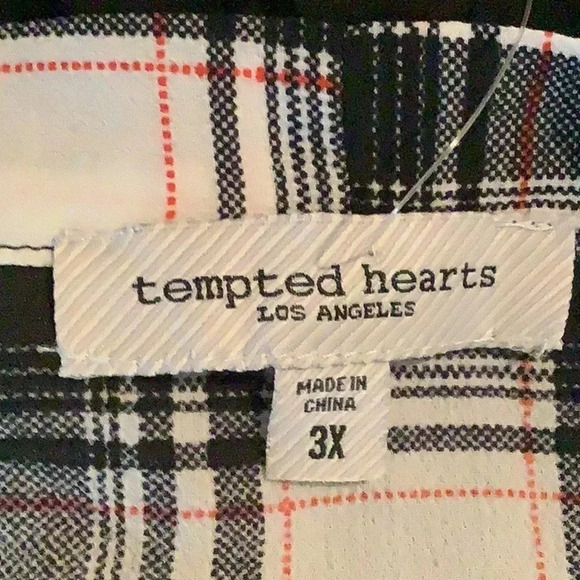 tempted hearts
LOS ANGELES
MADE IN
CHINA
3X